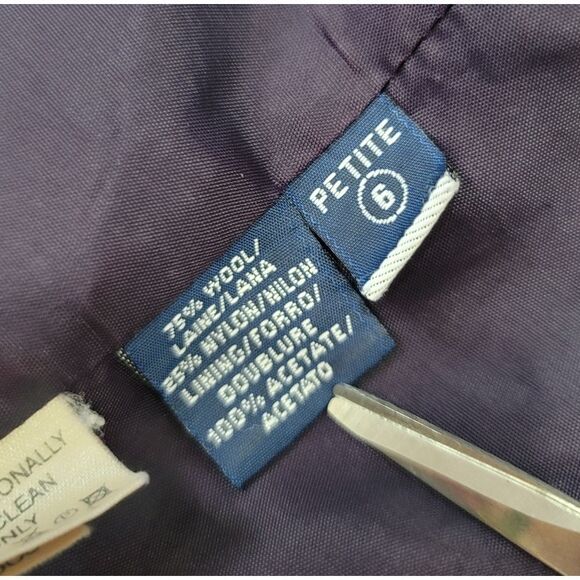 PETITE
6
75% WOOL/
LAINE/LANA
25% NYLON/NILON
LINING/FORRO/
DOUBLURE
100% ACETATE/
ACETATO
ONALLY
CLEAN
NLY